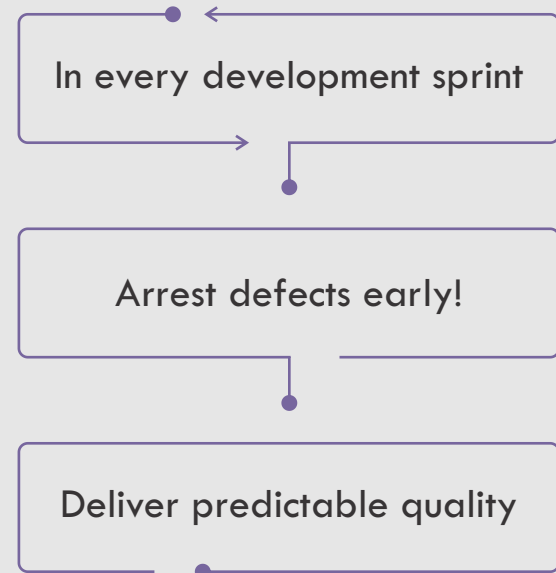 In every development sprint
Arrest defects early!
Deliver predictable quality